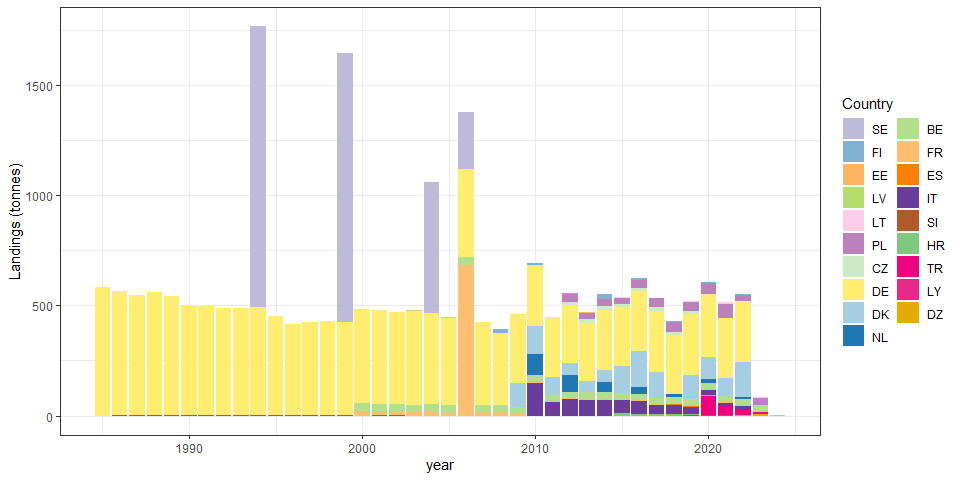 Landings (tonnes)
1500
1000
500
0
1990
2000
2010
2020
year
Country
SE
FI
EE
LV
LT
PL
CZ
DE
DK
NL
BE
FR
ES
IT
SI
HR
TR
LY
DZ